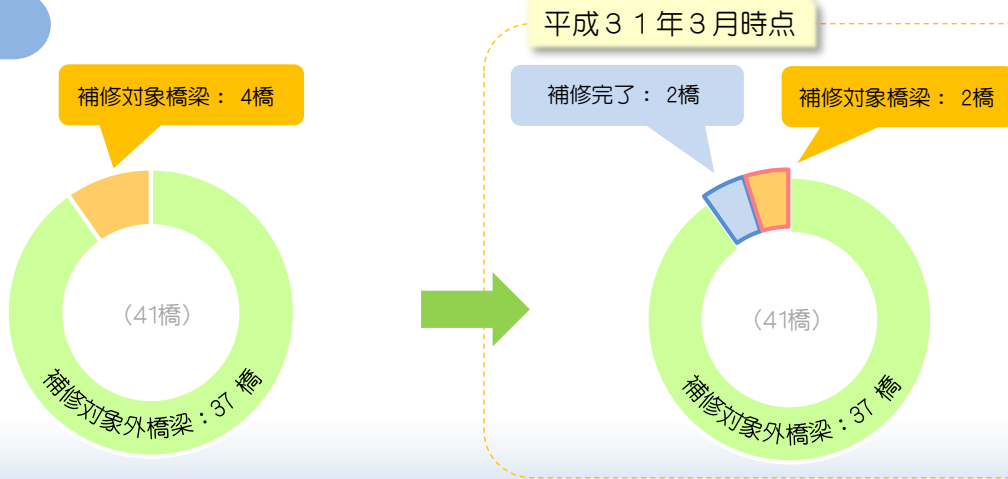 平成３１年３月時点
補修対象橋梁： 4橋
（41橋）
補修対象外橋梁：37 橋
補修完了： 2橋
補修対象橋梁： 2橋
（41橋）
補修対象外橋梁：37 橋